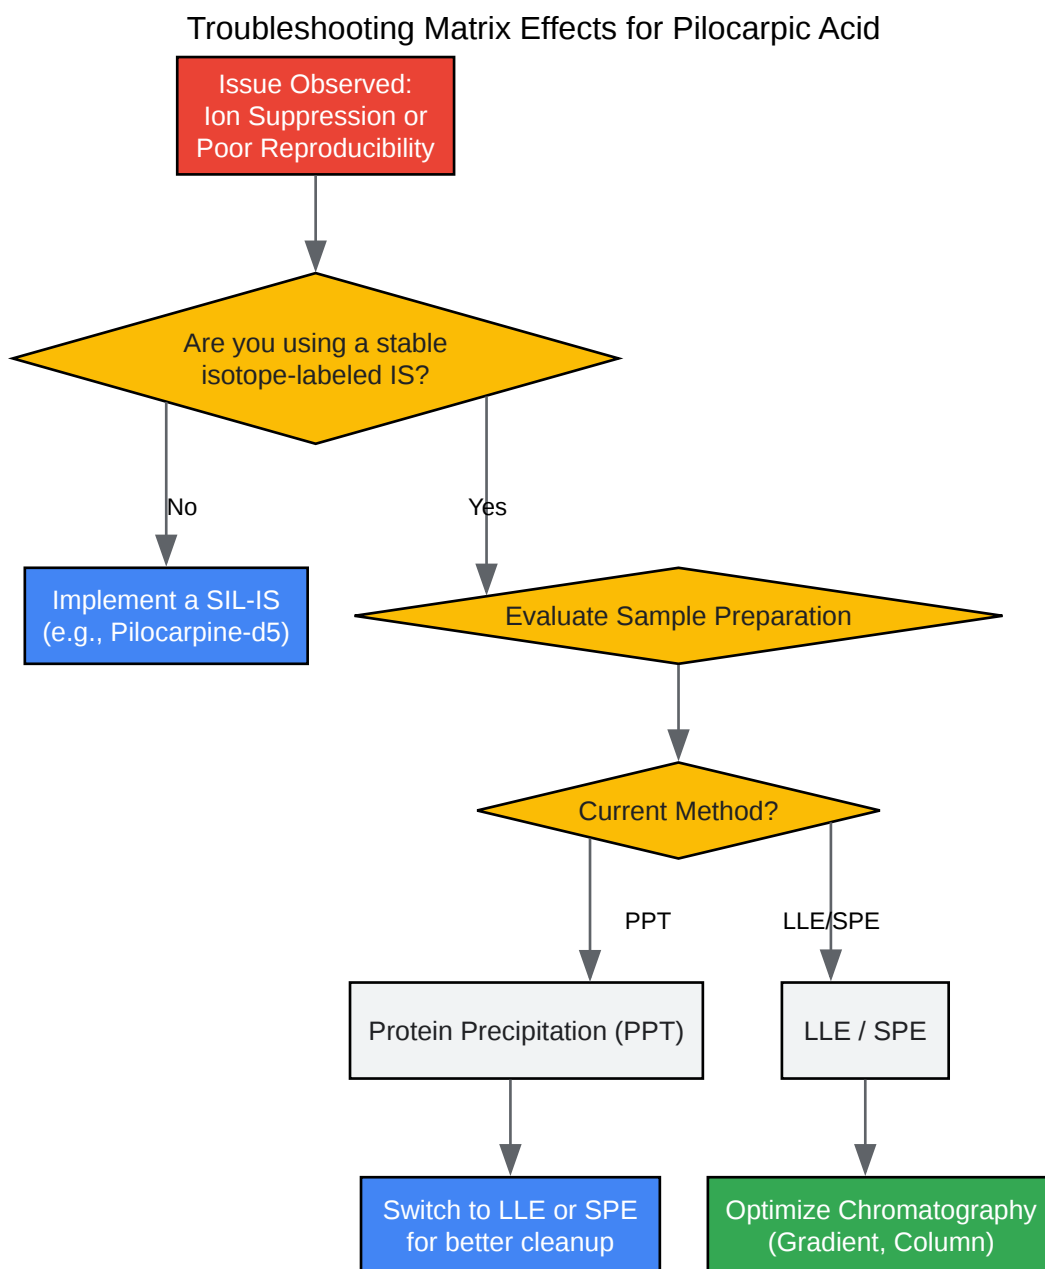 Troubleshooting Matrix Effects for Pilocarpic Acid
Issue Observed:
Ion Suppression or
Poor Reproducibility
Are you using a stable
isotope-labeled IS?
No
Yes
Implement a SIL-IS
(e.g., Pilocarpine-d5)
Evaluate Sample Preparation
Current Method?
PPT
LLE/SPE
Protein Precipitation (PPT)
LLE / SPE
Switch to LLE or SPE
for better cleanup
Optimize Chromatography
(Gradient, Column)